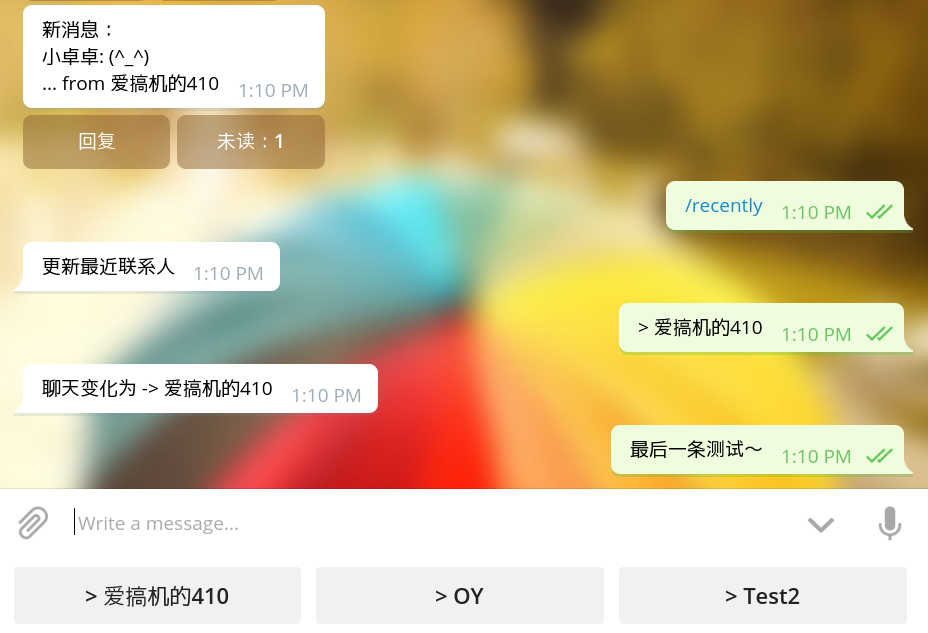 新消息：
小卓卓: (^_^)
... from 爱搞机的410 1:10 PM
回复 未读：1
/recently 1:10 PM
更新最近联系人 1:10 PM
> 爱搞机的410 1:10 PM
聊天变化为 -> 爱搞机的410 1:10 PM
最后一条测试～ 1:10 PM
Write a message...
> 爱搞机的410 > OY > Test2